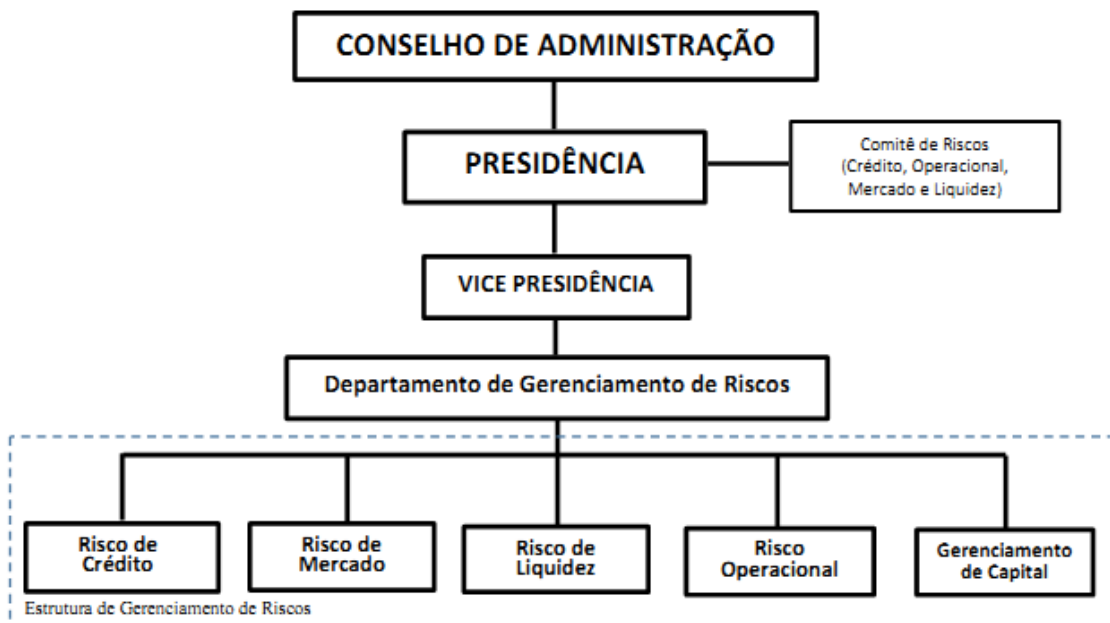 CONSELHO DE ADMINISTRAÇÃO
PRESIDÊNCIA
Comitê de Riscos
(Crédito, Operacional,
Mercado e Liquidez)
VICE PRESIDÊNCIA
Departamento de Gerenciamento de Riscos
Risco de
Crédito
Risco de
Mercado
Risco de
Liquidez
Risco
Operacional
Gerenciamento
de Capital
Estrutura de Gerenciamento de Riscos